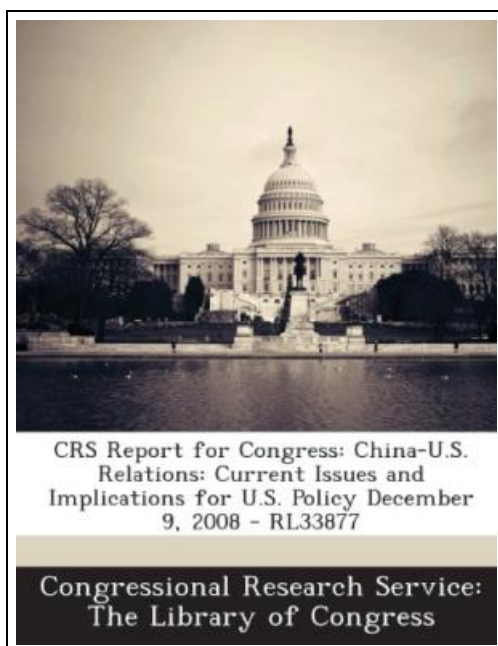 CRS Report for Congress: China-U.S.
Relations: Current Issues and
Implications for U.S. Policy December
9, 2008 - RL33877
Congressional Research Service:
The Library of Congress